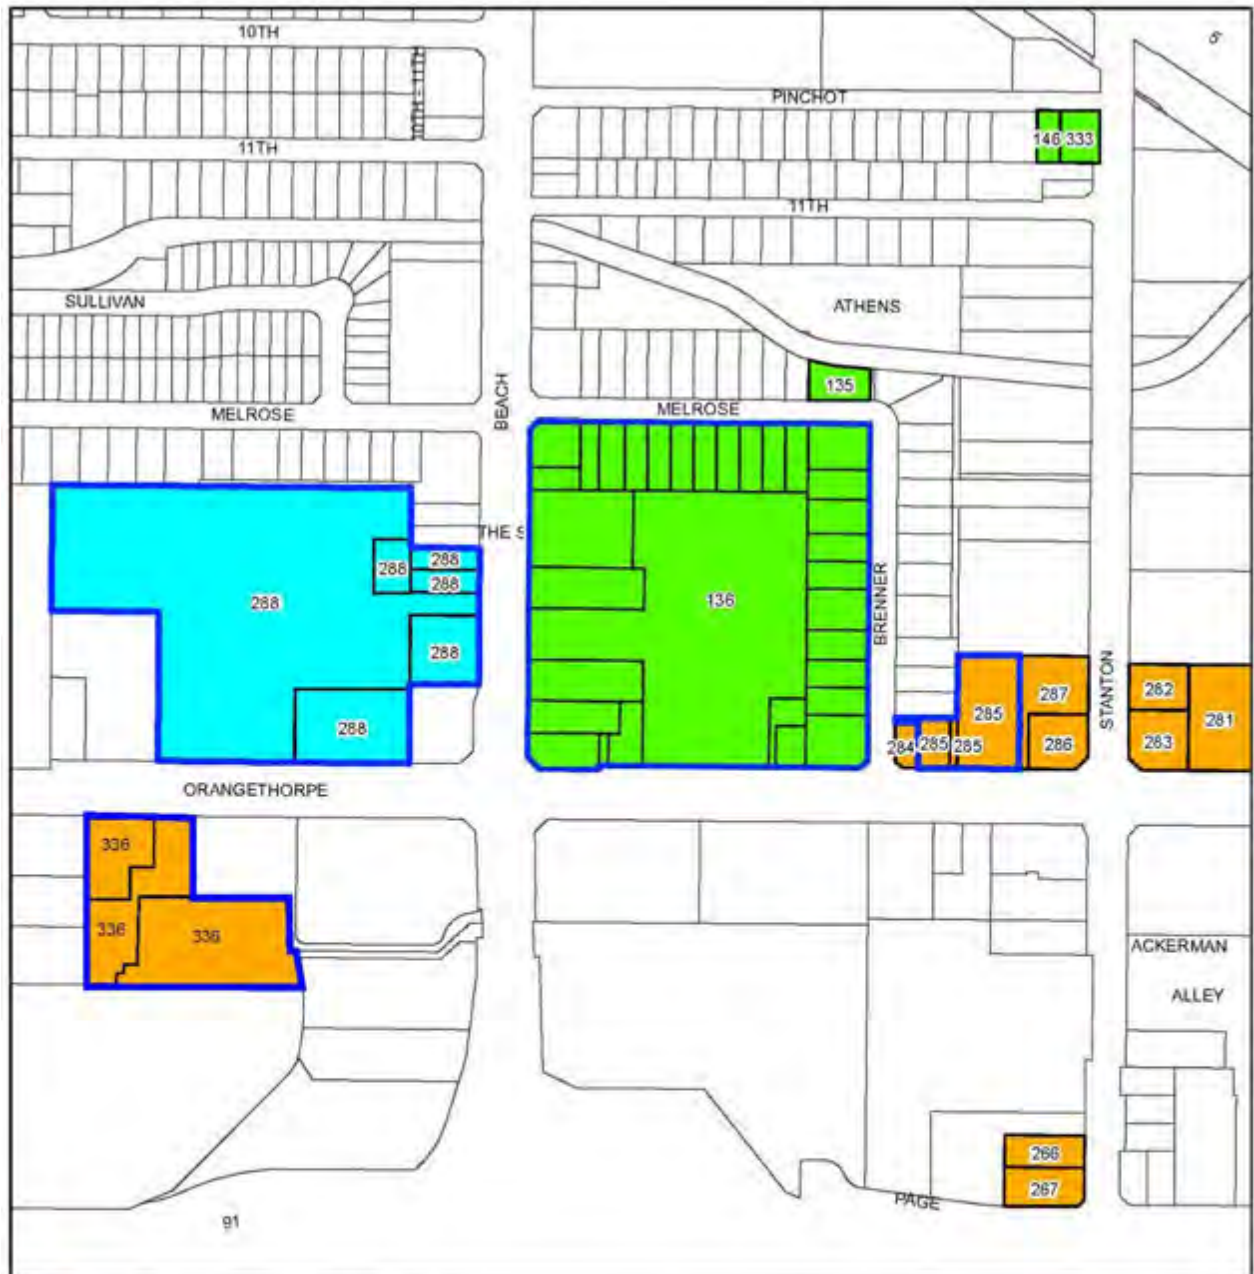 10TH
10TH - 11TH
5
PINCHOT
146 333
11TH
11TH
SULLIVAN
ATHENS
BEACH
135
MELROSE
MELROSE
THE S
288
288
288
288
136
BRENNER
288
288
STANTON
287
282
285
281
284 285 285
286
283
ORANGETHORPE
336
336
336
ACKERMAN
ALLEY
266
267
PAGE
91